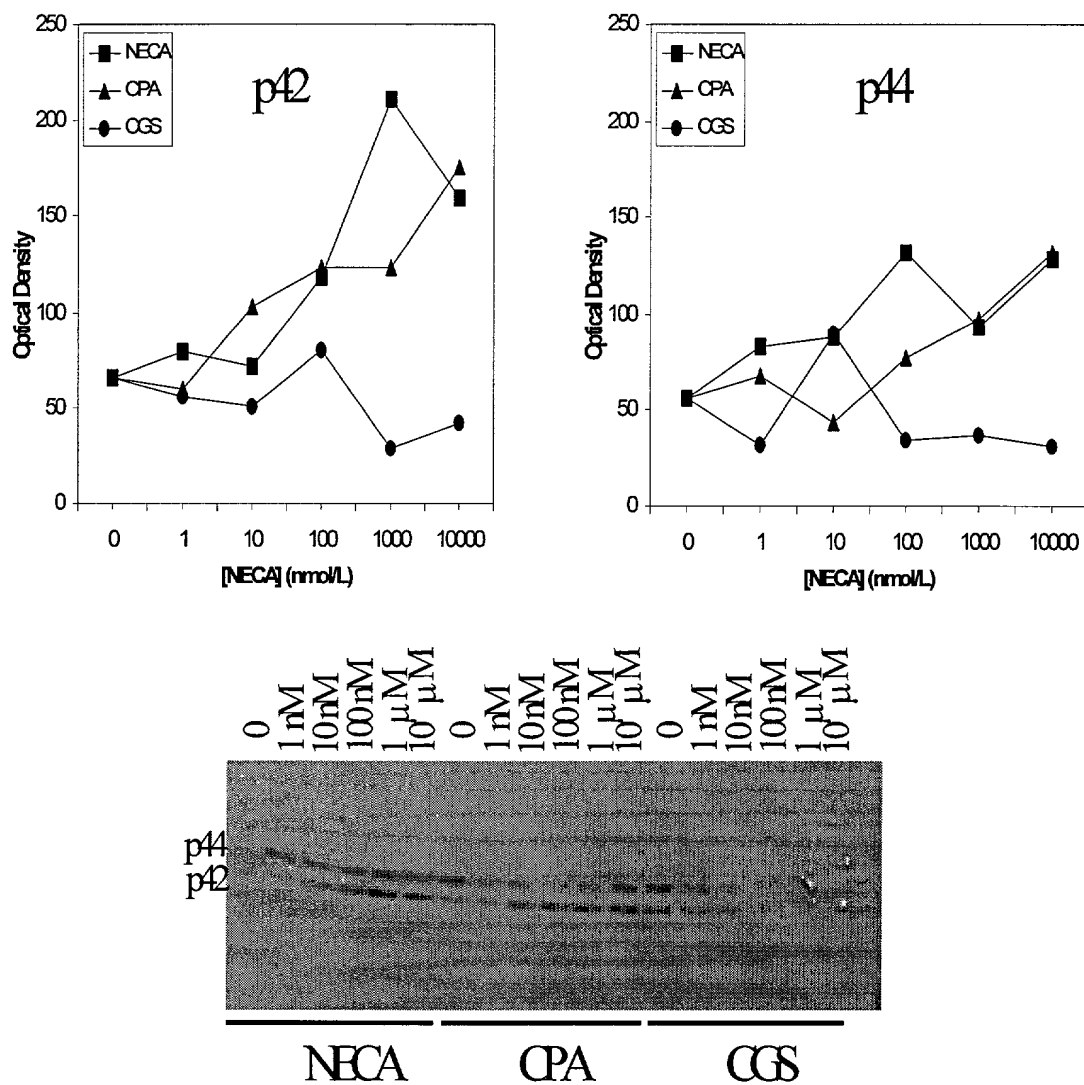 250
200
150
100
50
0
Optical Density
NECA
CPA
CGS
p42
0 1 10 100 1000 10000
[NECA] (nmol/L)
250
200
150
100
50
0
Optical Density
NECA
CPA
CGS
p44
0 1 10 100 1000 10000
[NECA] (nmol/L)
0 1 nM 10nM 100nM 1 µM 10 µM 0 1 nM 10nM 100nM 1 µM 10 µM 0 1 nM 10nM 100nM 1 µM 10 µM
p44
p42
NECA CPA CGS